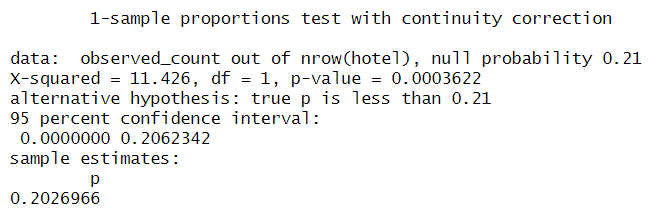 1-sample proportions test with continuity correction
data:  observed_count out of nrow(hotel), null probability 0.21
X-squared = 11.426, df = 1, p-value = 0.0003622
alternative hypothesis: true p is less than 0.21
95 percent confidence interval:
 0.0000000 0.2062342
sample estimates:
        p
0.2026966